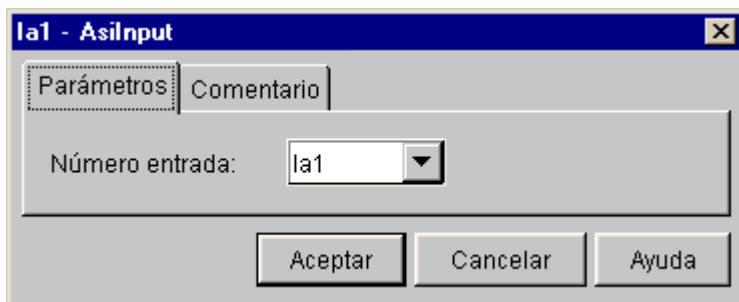 Ia1 - AsiInput
Parámetros Comentario
Número entrada: Ia1
Aceptar Cancelar Ayuda